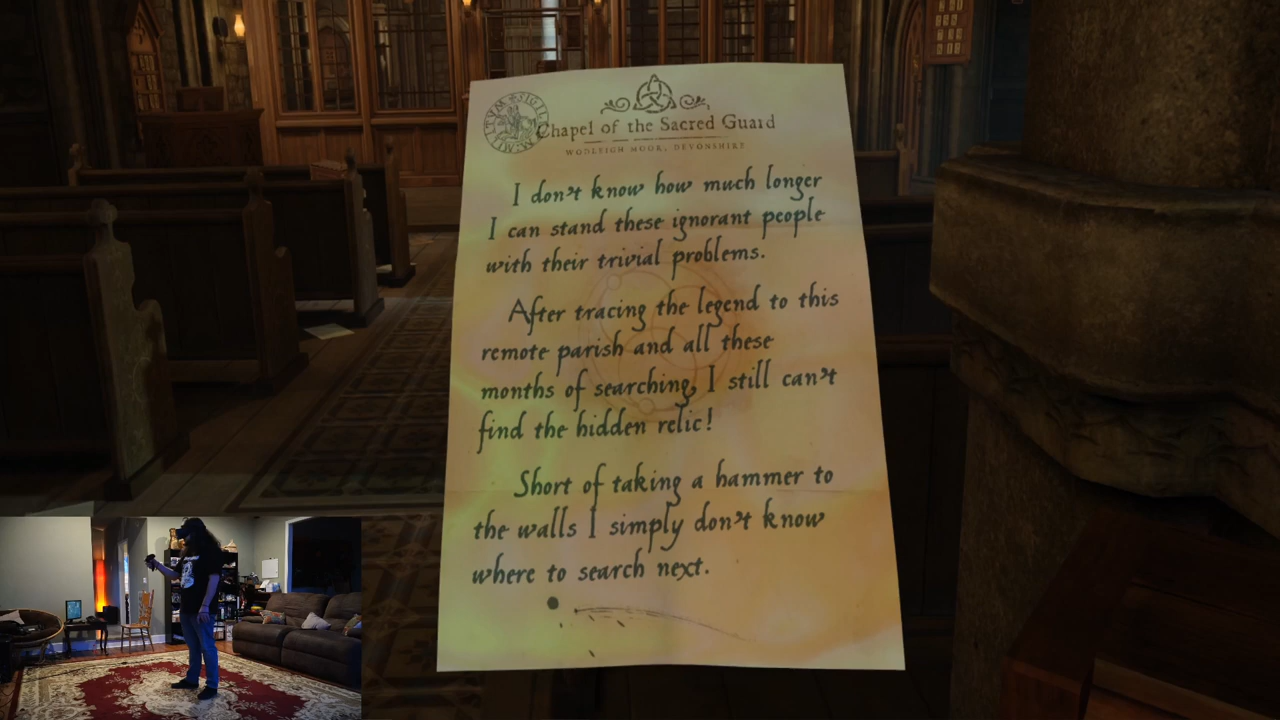 Chapel of the Sacred Guard
WODLEIGH MOOR, DEVONSHIRE
I don't know how much longer
I can stand these ignorant people
with their trivial problems.
After tracing the legend to this
remote parish and all these
months of searching, I still can't
find the hidden relic!
Short of taking a hammer to
the walls I simply don't know
where to search next.